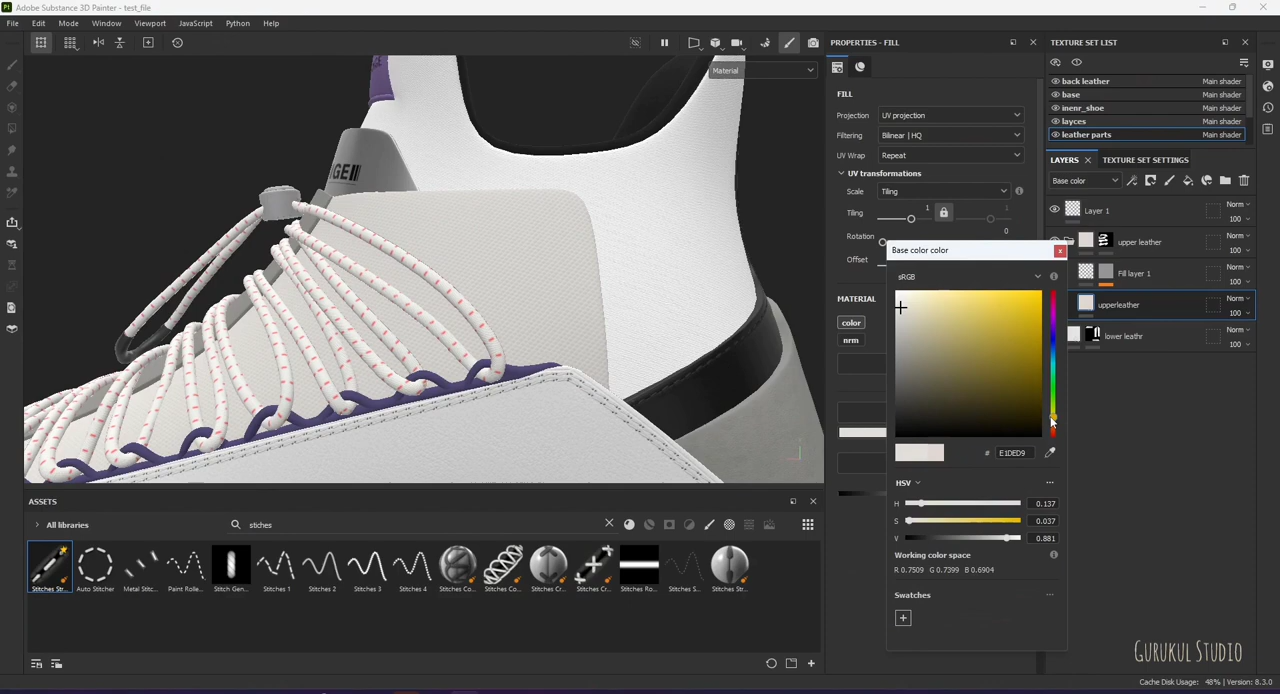 Adobe Substance 3D Painter - test_file
File Edit Mode Window Viewport JavaScript Python Help
Material
PROPERTIES - FILL
FILL
Projection UV projection
Filtering Bilinear | HQ
UV Wrap Repeat
UV transformations
Scale Tiling
Tiling 1
Rotation 0
Offset
MATERIAL
color
nrm
Base color color
sRGB
# E1DED9
HSV
H 0.137
S 0.037
V 0.881
Working color space
R 0.7509 G 0.7399 B 0.6904
Swatches
TEXTURE SET LIST
back leather Main shader
base Main shader
inenr_shoe Main shader
layces Main shader
leather parts Main shader
LAYERS TEXTURE SET SETTINGS
Base color
Layer 1 Norm 100
upper leather Norm 100
Fill layer 1 Norm 100
upperleather Norm 100
lower leathr Norm 100
ASSETS
All libraries stiches
Stitches Str... Auto Stitcher Metal Stitc... Paint Rolle... Stitch Gen... Stitches 1 Stitches 2 Stitches 3 Stitches 4 Stitches Co... Stitches Co... Stitches Cr... Stitches Cr... Stitches Ro... Stitches S... Stitches Str...
GURUKUL STUDIO
Cache Disk Usage: 48% | Version: 8.3.0